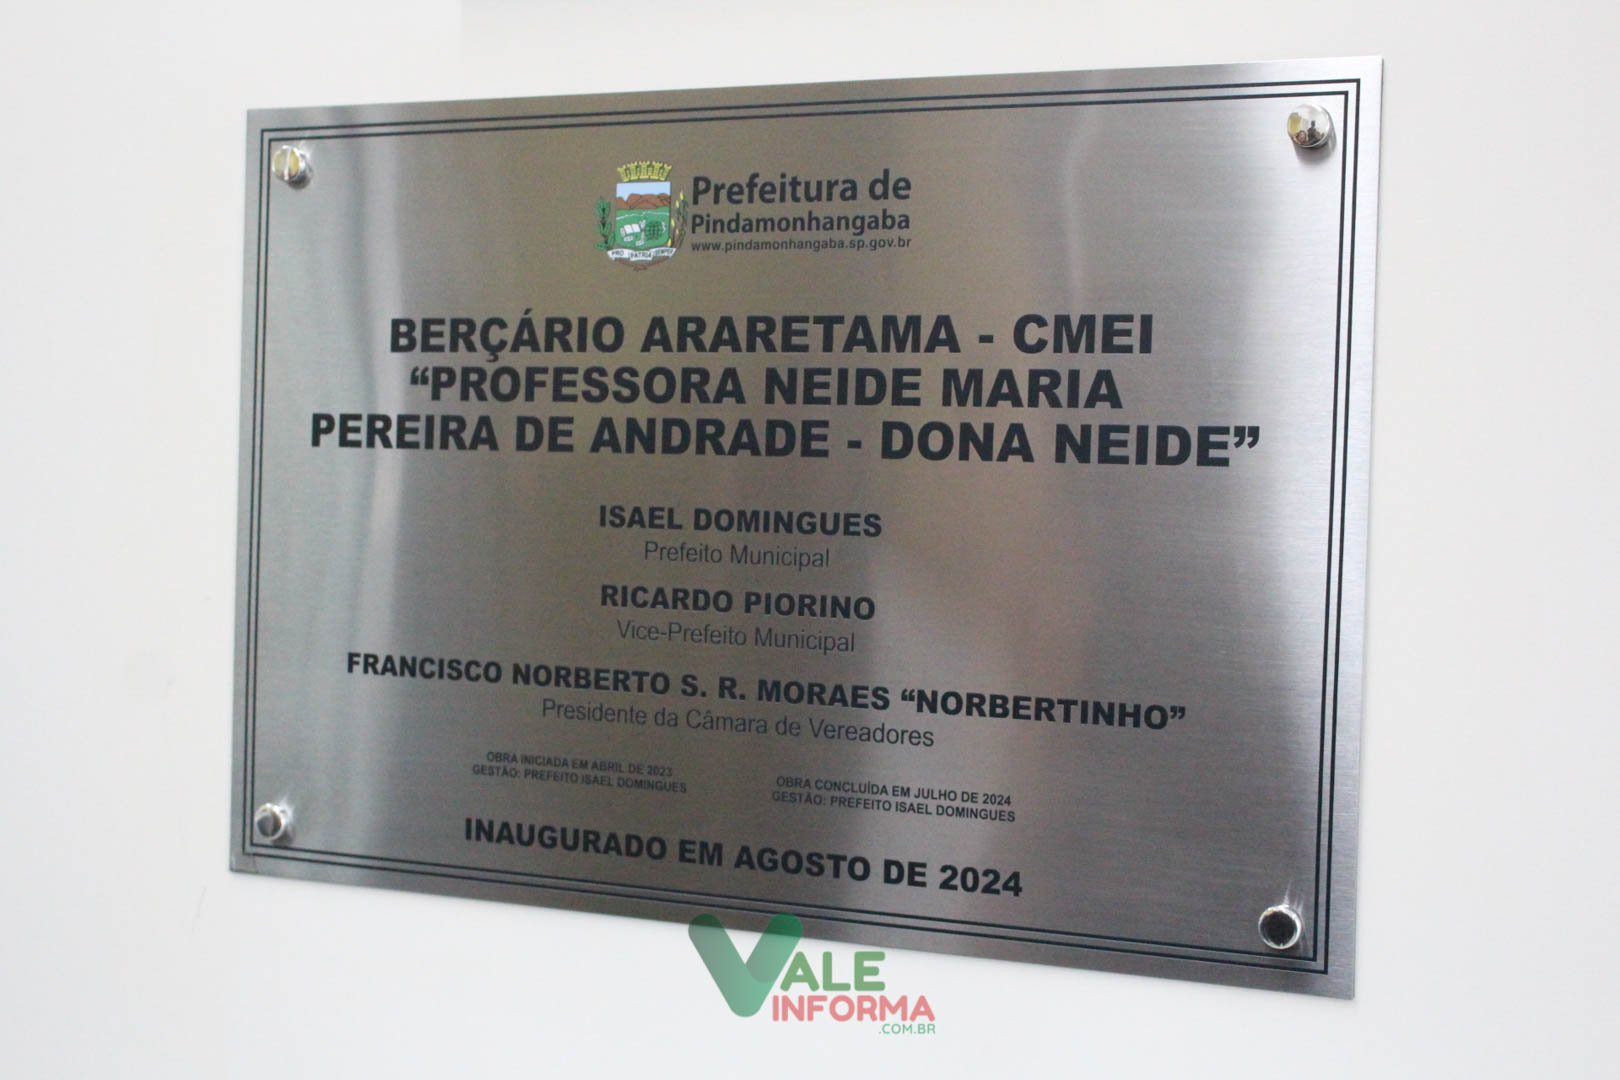 Prefeitura de
Pindamonhangaba
www.pindamonhangaba.sp.gov.br
PRO PATRIA SEMPER
BERÇÁRIO ARARETAMA - CMEI
“PROFESSORA NEIDE MARIA
PEREIRA DE ANDRADE - DONA NEIDE”
ISAEL DOMINGUES
Prefeito Municipal
RICARDO PIORINO
Vice-Prefeito Municipal
FRANCISCO NORBERTO S. R. MORAES “NORBERTINHO”
Presidente da Câmara de Vereadores
OBRA INICIADA EM ABRIL DE 2023
GESTÃO: PREFEITO ISAEL DOMINGUES
OBRA CONCLUÍDA EM JULHO DE 2024
GESTÃO: PREFEITO ISAEL DOMINGUES
INAUGURADO EM AGOSTO DE 2024
VALE
INFORMA
.COM.BR